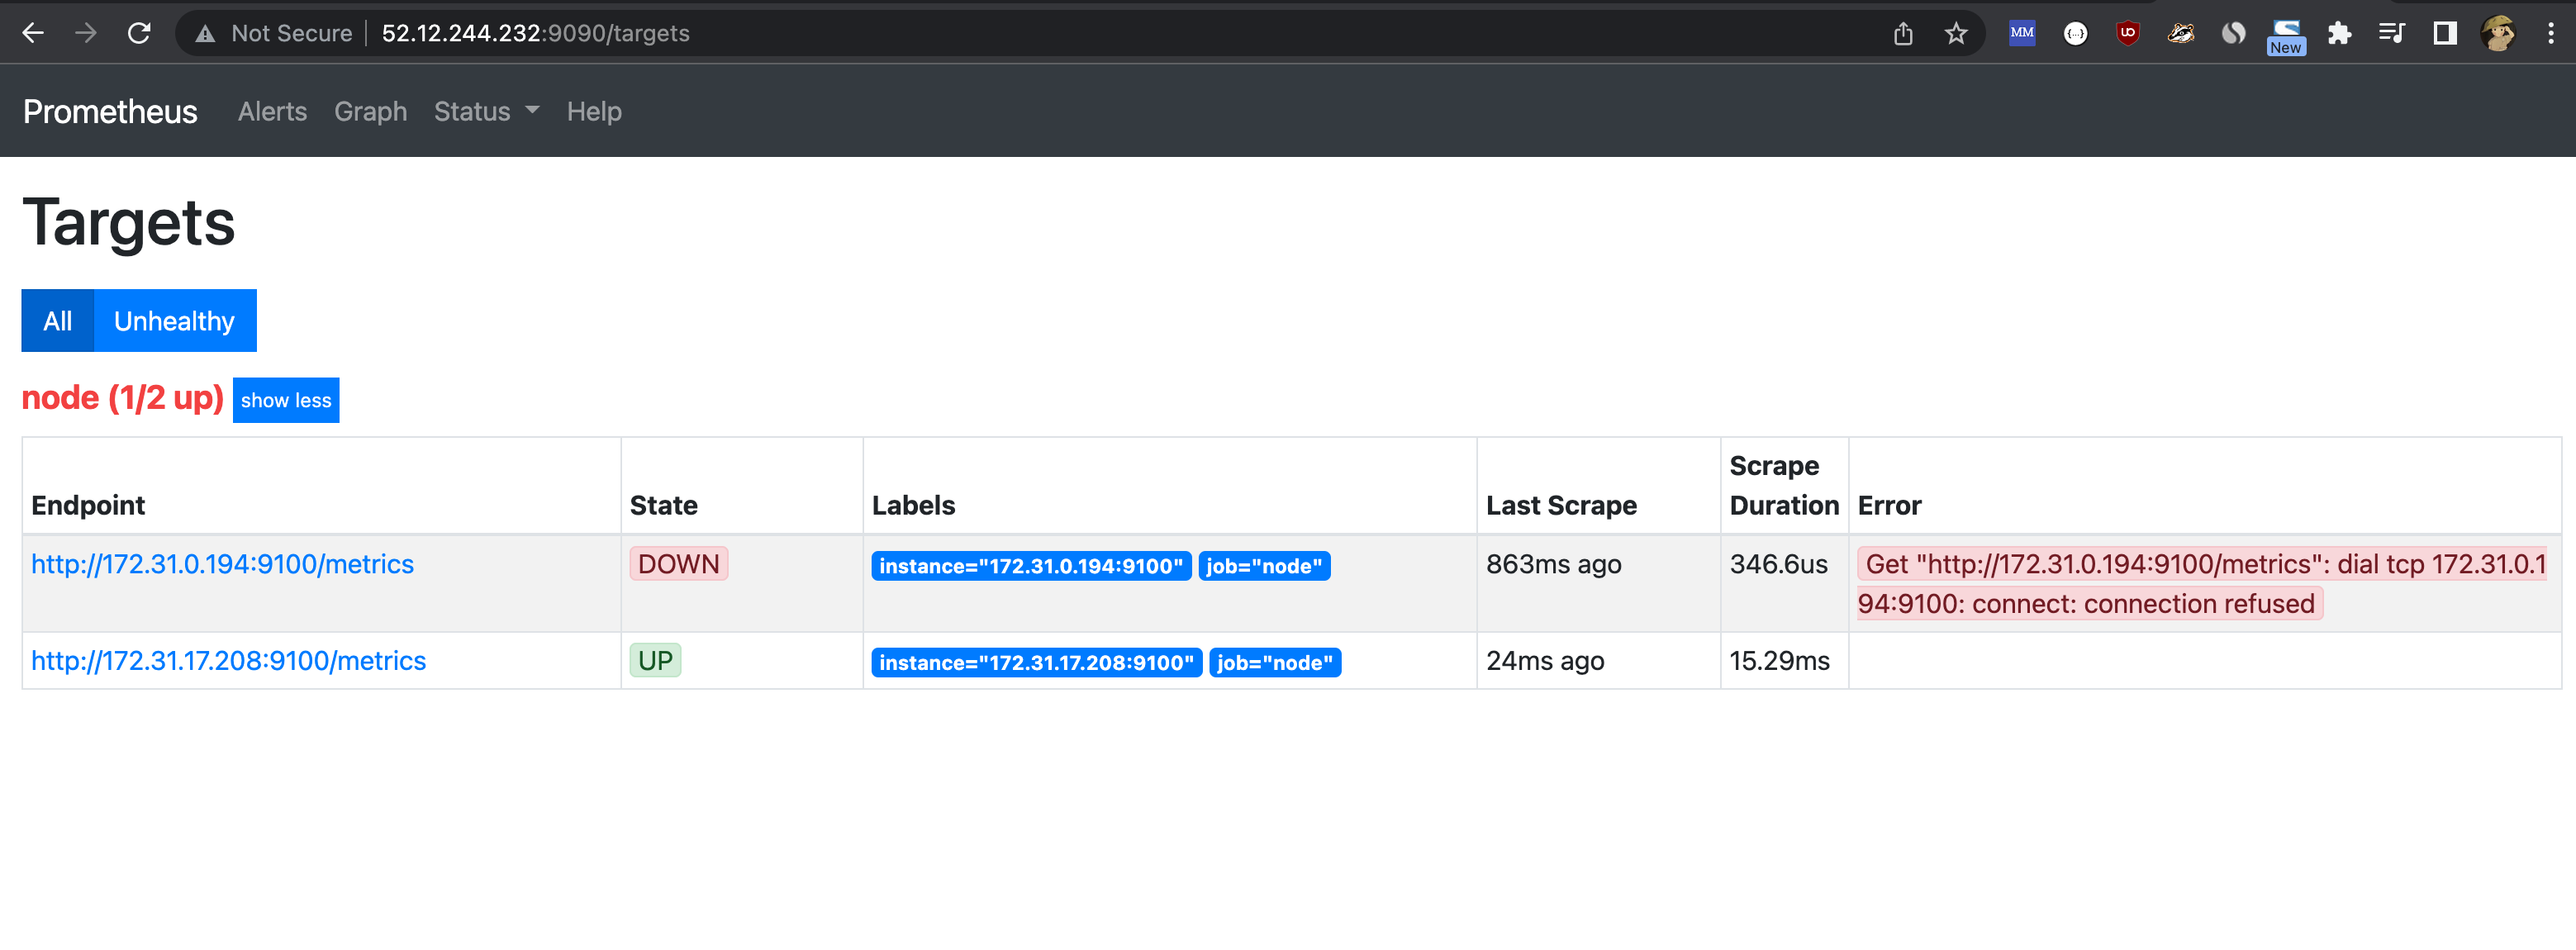 Not Secure | 52.12.244.232:9090/targets
MM
{...}
UO
New
Prometheus Alerts Graph Status Help
Targets
All Unhealthy
node (1/2 up) show less
Endpoint State Labels Last Scrape Scrape Duration Error
http://172.31.0.194:9100/metrics DOWN instance="172.31.0.194:9100" job="node" 863ms ago 346.6us Get "http://172.31.0.194:9100/metrics": dial tcp 172.31.0.1
94:9100: connect: connection refused
http://172.31.17.208:9100/metrics UP instance="172.31.17.208:9100" job="node" 24ms ago 15.29ms